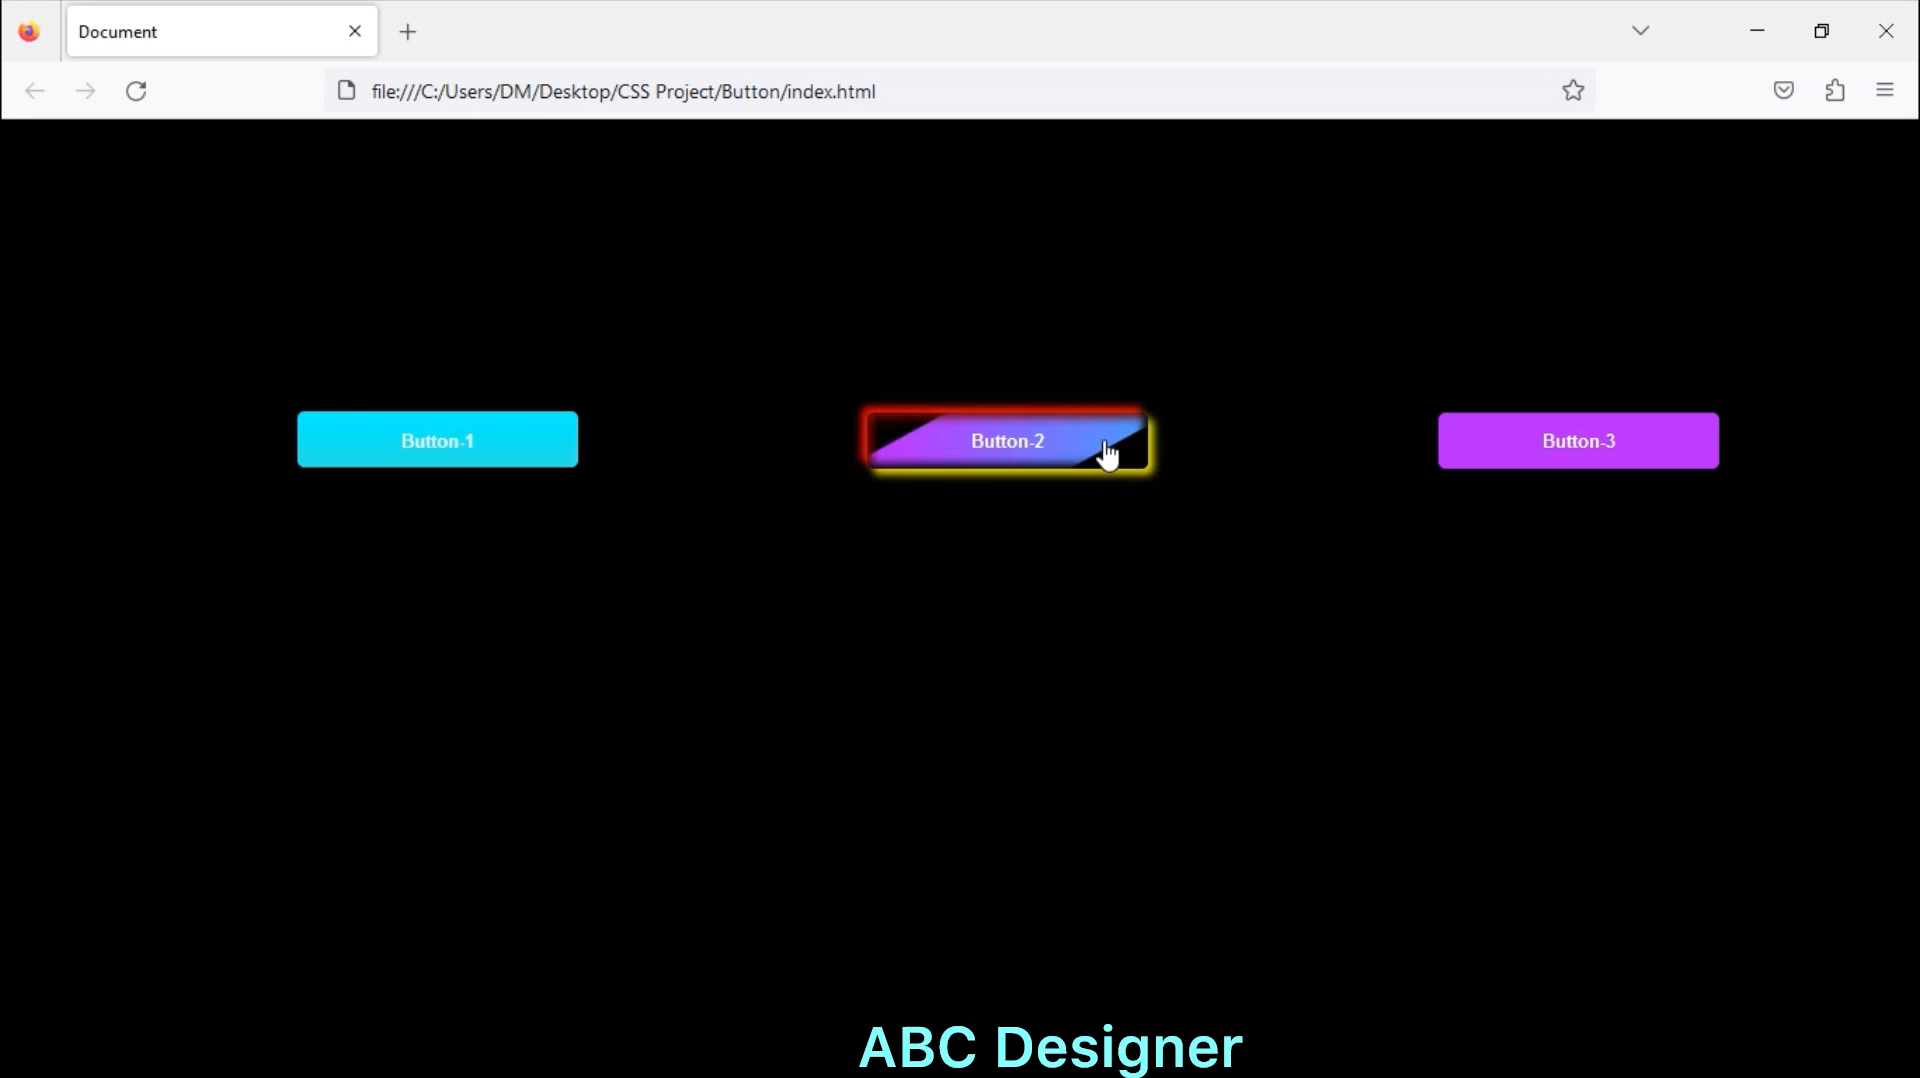 Document
file:///C:/Users/DM/Desktop/CSS Project/Button/index.html
Button-1
Button-2
Button-3
ABC Designer